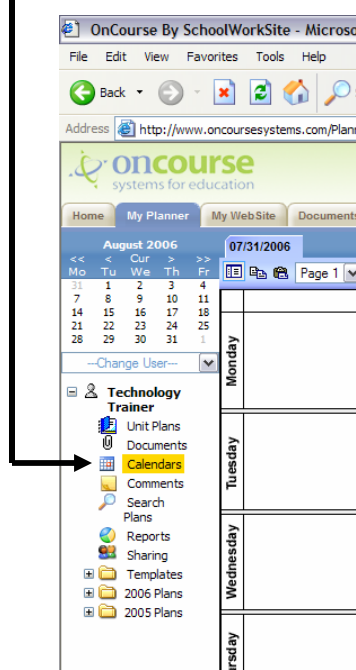 OnCourse By SchoolWorkSite - Microso
File Edit View Favorites Tools Help
Back
Address http://www.oncoursesystems.com/Plann
oncourse
systems for education
Home My Planner My Web Site Documents
August 2006
<< < Cur > >>
Mo Tu We Th Fr
31 1 2 3 4
7 8 9 10 11
14 15 16 17 18
21 22 23 24 25
28 29 30 31 1
---Change User---
07/31/2006
Page 1
Technology
Trainer
Unit Plans
Documents
Calendars
Comments
Search
Plans
Reports
Sharing
Templates
2006 Plans
2005 Plans
Monday
Tuesday
Wednesday
rsday